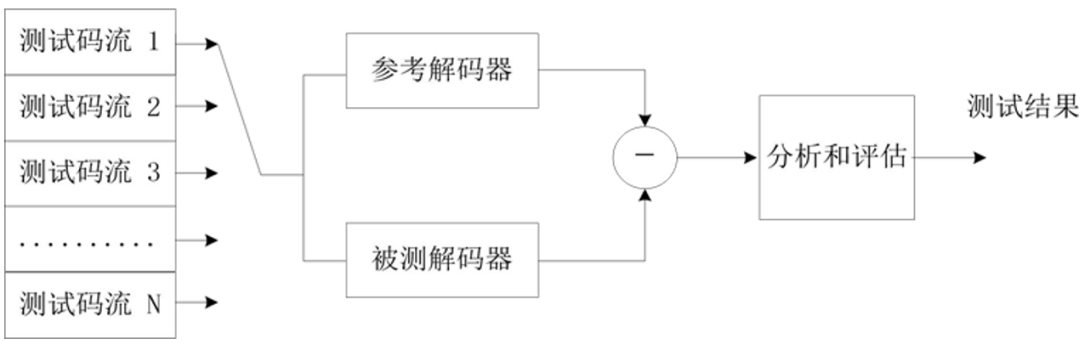 测试码流 1
测试码流 2
测试码流 3
..........
测试码流 N
参考解码器
被测解码器
−
分析和评估
测试结果